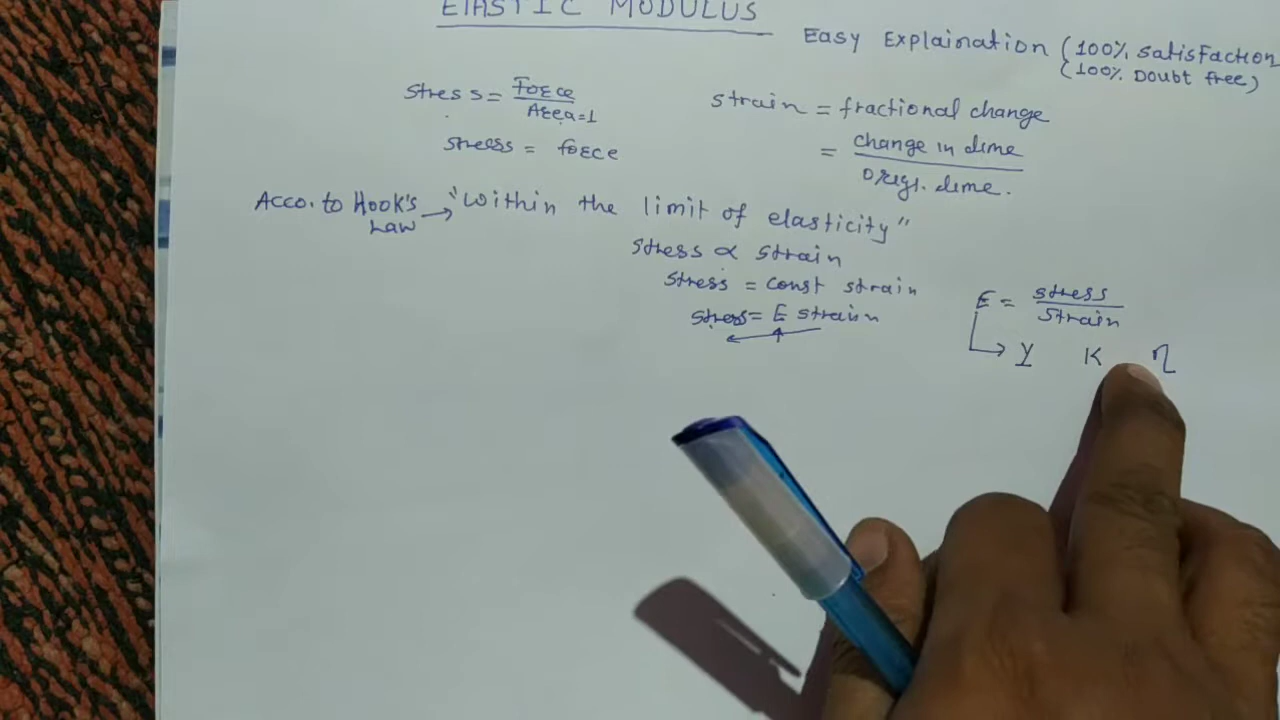 ElASTIC MODULUS
Easy Explaination (100% satisfaction
(100% Doubt free)
Stress = Force
Area=1
stress = force
strain = fractional change
= change in dime
origi. dime.
Acco. to Hook's Law → "Within the limit of elasticity"
Stress ∝ strain
Stress = const strain
stress = E strain
E = stress
Strain
→ Y K η